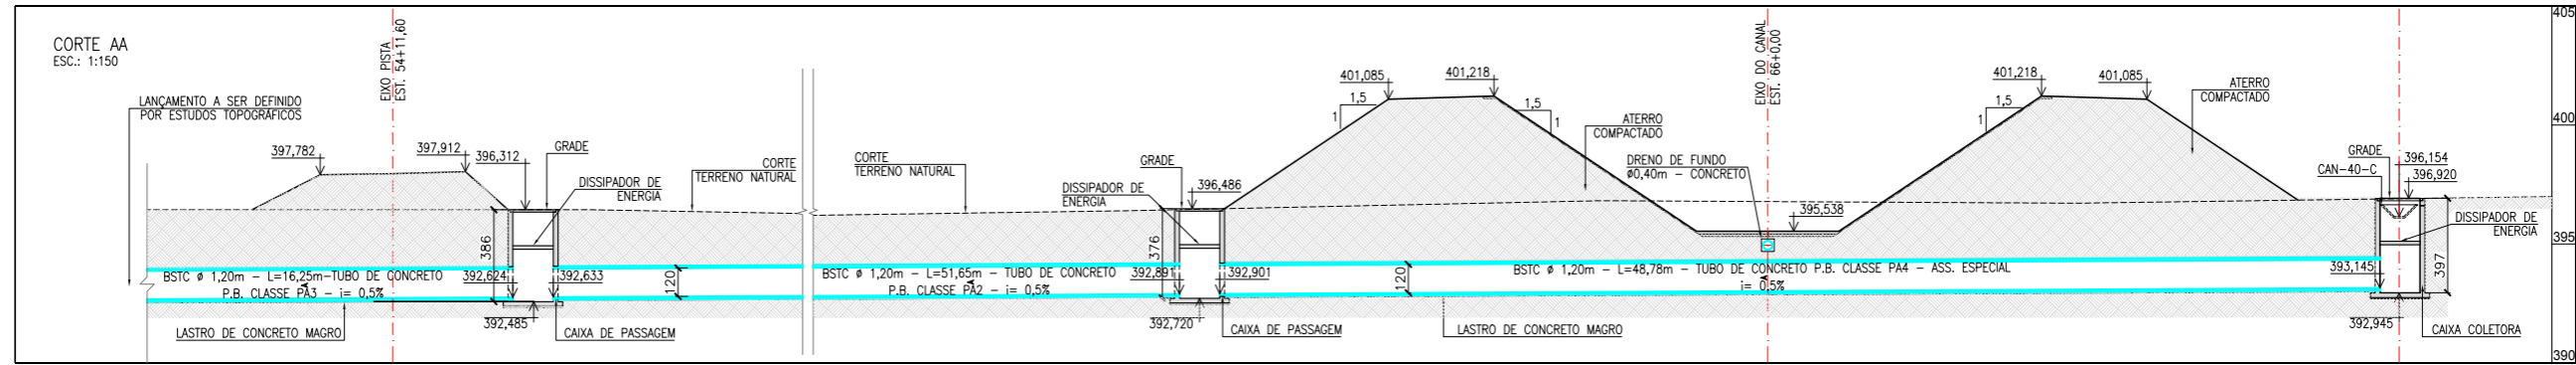 CORTE AA
ESC.: 1:150
LANÇAMENTO A SER DEFINIDO
POR ESTUDOS TOPOGRÁFICOS
EIXO PISTA
EST. 54+11,60
397,782
397,912
396,312
GRADE
DISSIPADOR DE
ENERGIA
CORTE
TERRENO NATURAL
CORTE
TERRENO NATURAL
386
BSTC ø 1,20m - L=16,25m-TUBO DE CONCRETO
P.B. CLASSE PA3 - i= 0,5%
392,624
392,633
120
392,485
LASTRO DE CONCRETO MAGRO
CAIXA DE PASSAGEM
BSTC ø 1,20m - L=51,65m - TUBO DE CONCRETO
P.B. CLASSE PA2 - i= 0,5%
GRADE
DISSIPADOR DE
ENERGIA
396,486
376
392,891
392,901
392,720
CAIXA DE PASSAGEM
120
401,085
401,218
1,5
1
1,5
1
ATERRO
COMPACTADO
DRENO DE FUNDO
ø0,40m - CONCRETO
EIXO DO CANAL
EST. 66+0,00
395,538
BSTC ø 1,20m - L=48,78m - TUBO DE CONCRETO P.B. CLASSE PA4 - ASS. ESPECIAL
i= 0,5%
LASTRO DE CONCRETO MAGRO
401,218
401,085
1,5
1
ATERRO
COMPACTADO
GRADE
CAN-40-C
396,154
396,920
DISSIPADOR DE
ENERGIA
393,145
397
392,945
CAIXA COLETORA
405
400
395
390